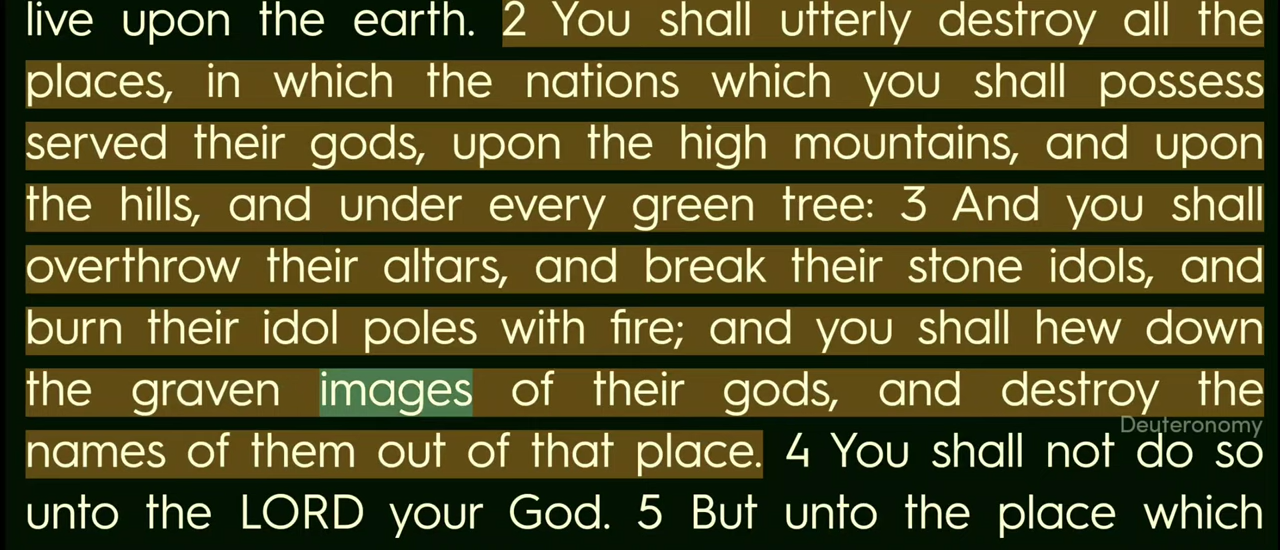 live upon the earth. 2 You shall utterly destroy all the
places, in which the nations which you shall possess
served their gods, upon the high mountains, and upon
the hills, and under every green tree: 3 And you shall
overthrow their altars, and break their stone idols, and
burn their idol poles with fire; and you shall hew down
the graven images of their gods, and destroy the
Deuteronomy
names of them out of that place. 4 You shall not do so
unto the LORD your God. 5 But unto the place which